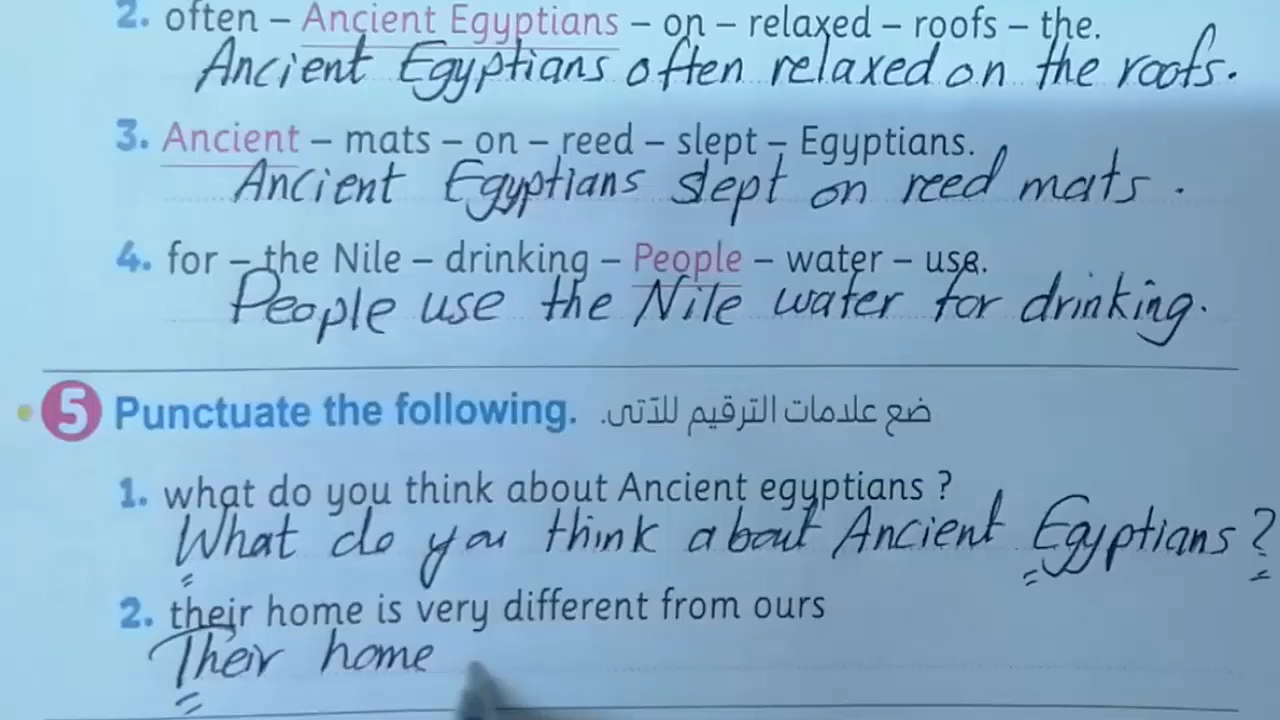 2. often – Ancient Egyptians – on – relaxed – roofs – the.
Ancient Egyptians often relaxed on the roofs.
3. Ancient – mats – on – reed – slept – Egyptians.
Ancient Egyptians slept on reed mats.
4. for – the Nile – drinking – People – water – use.
People use the Nile water for drinking.
5 Punctuate the following. ضع علامات الترقيم للآتى.
1. what do you think about Ancient egyptians ?
What do you think about Ancient Egyptians ?
2. their home is very different from ours
Their home